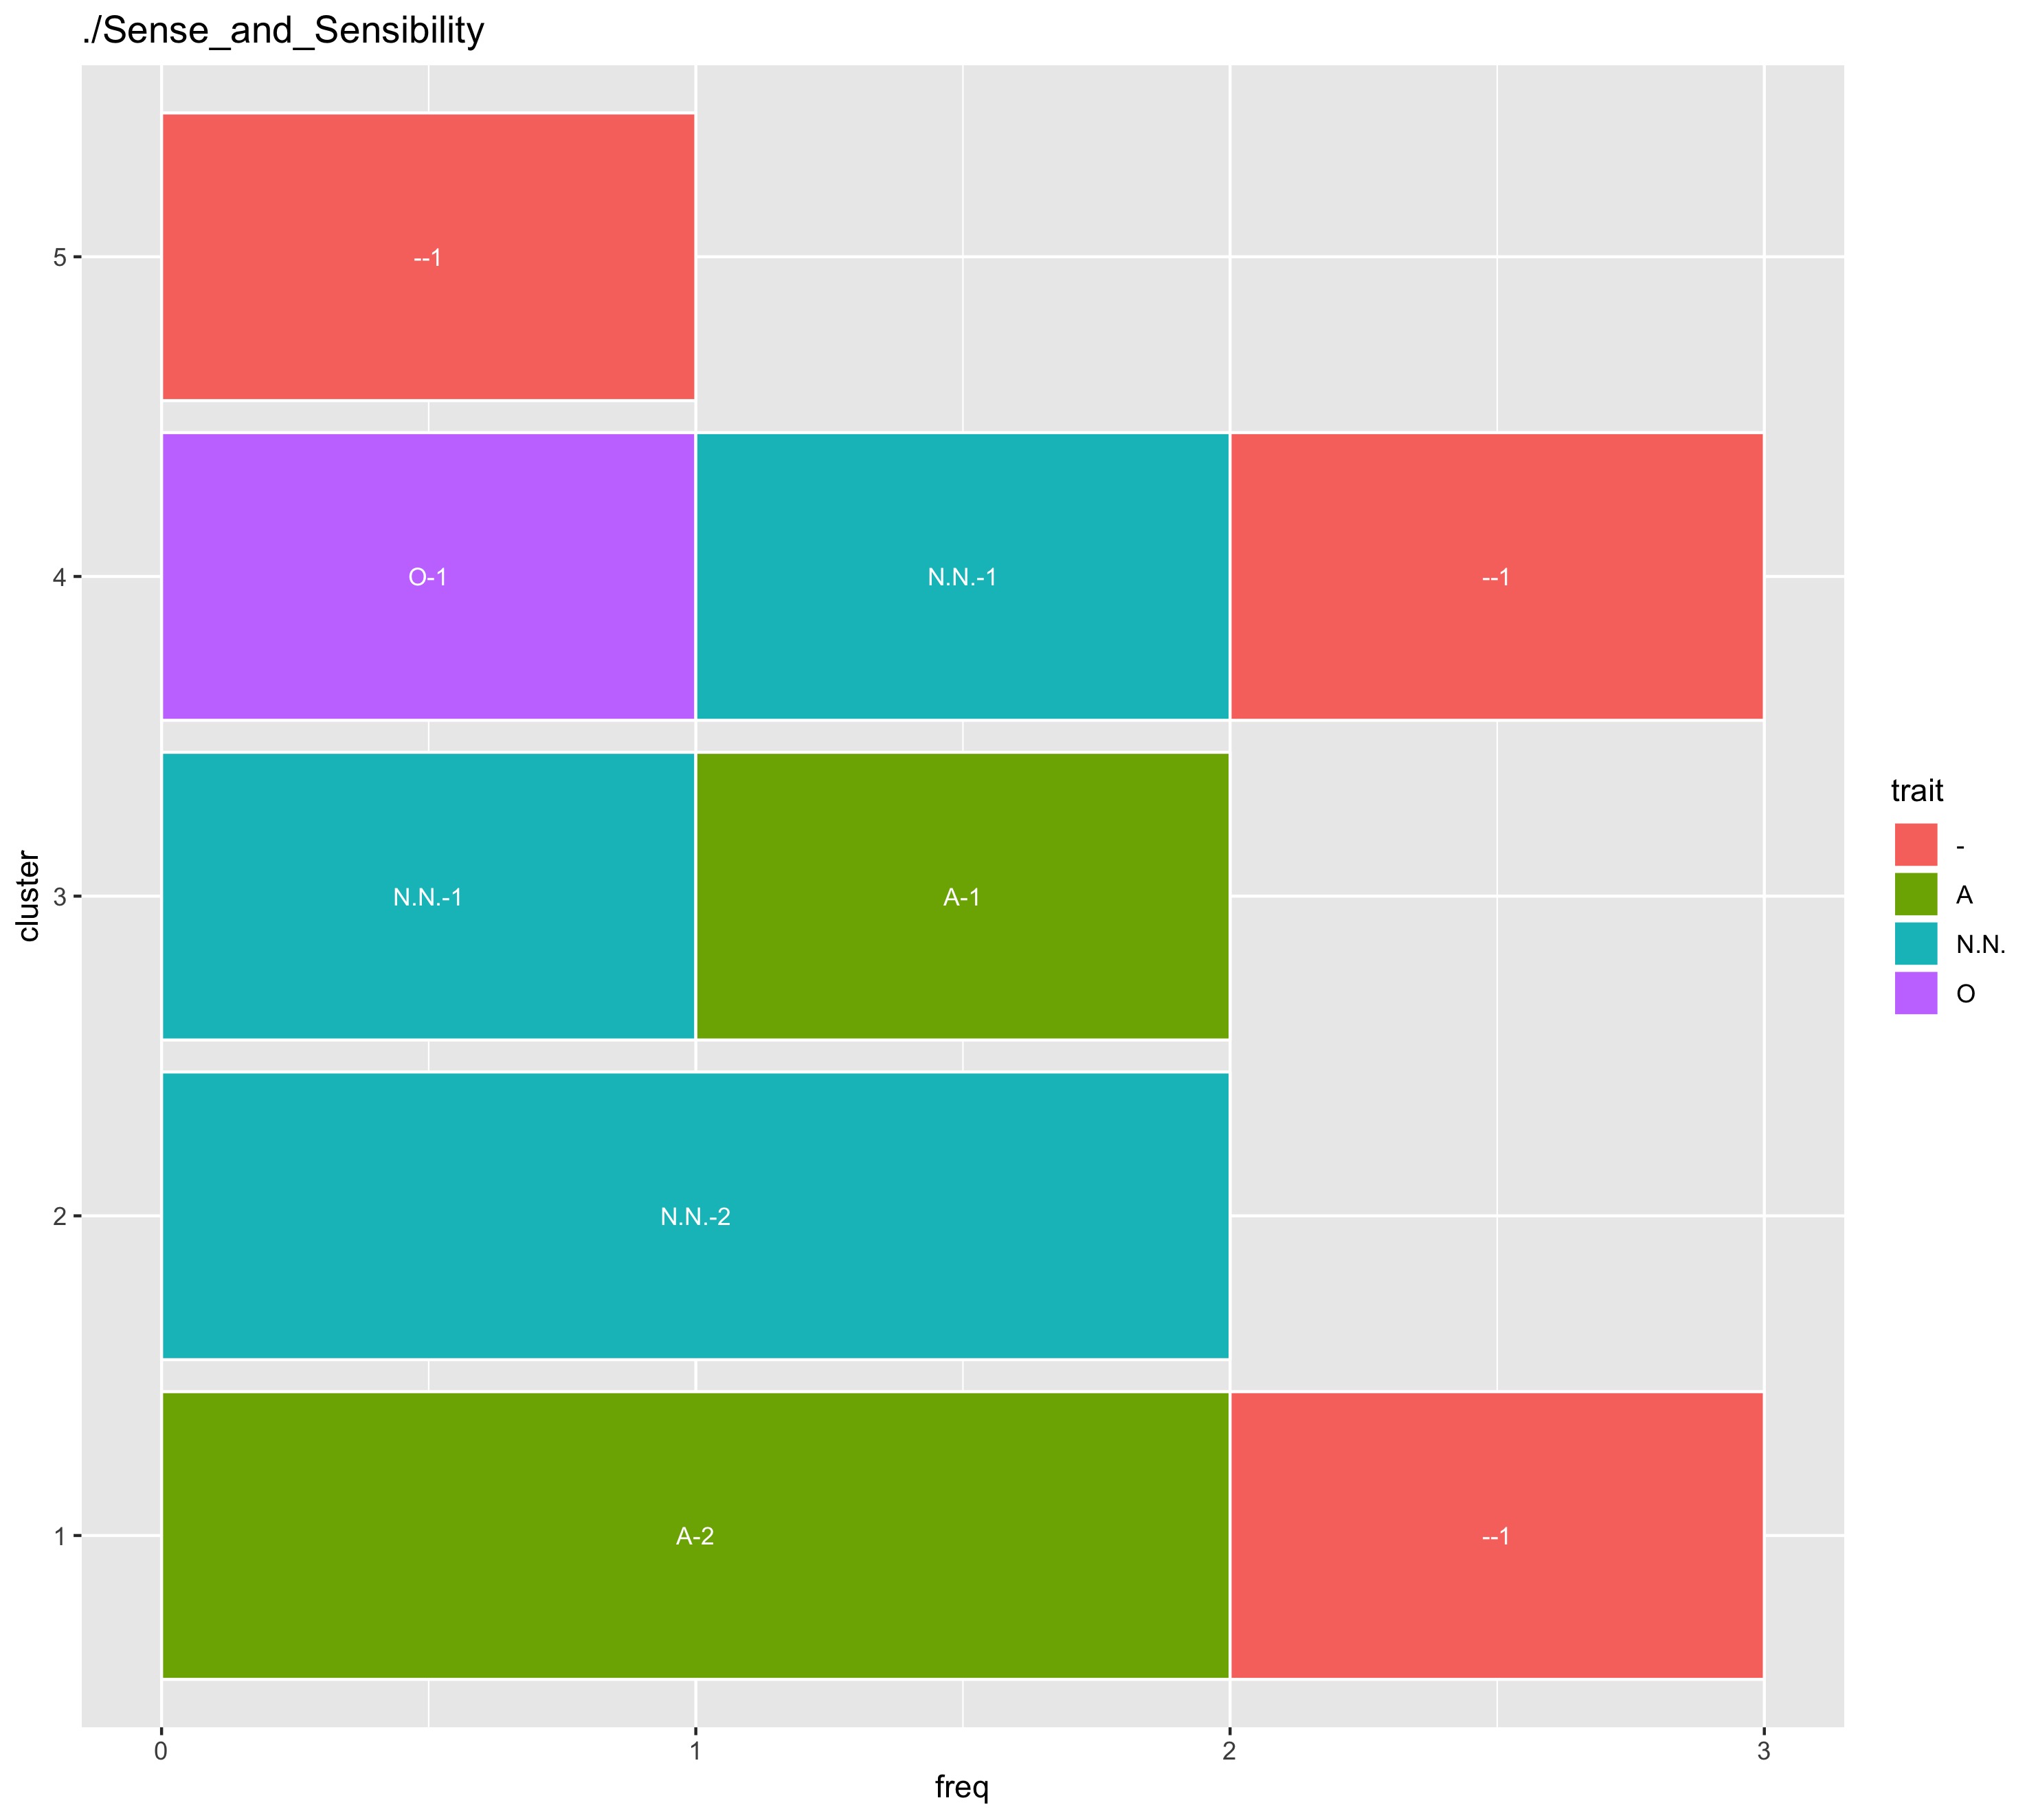 ./Sense_and_Sensibility
5
--1
4
O-1 N.N.-1 --1
3
N.N.-1 A-1
2
N.N.-2
1
A-2 --1
0 1 2 3
freq
cluster
trait
-
A
N.N.
O